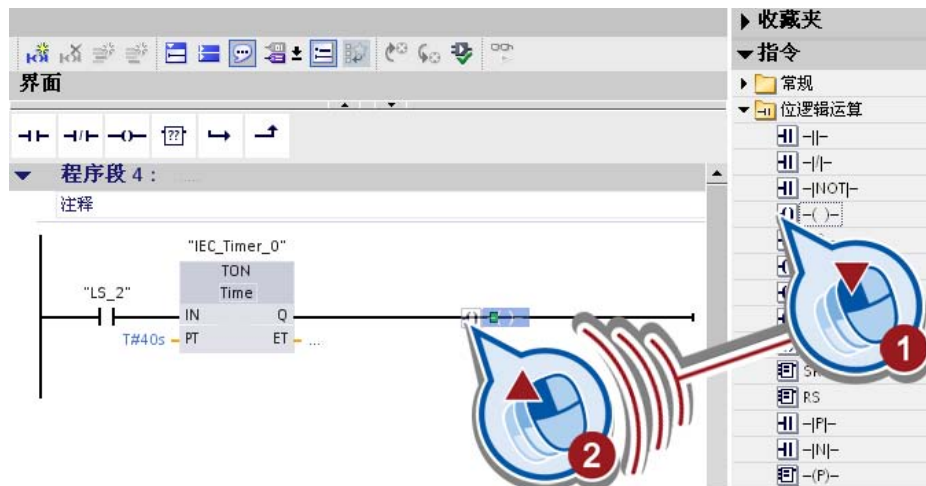 界面
??
程序段 4：......
注释
"IEC_Timer_0"
TON
Time
"LS_2"
IN
Q
T#40s
PT
ET
...
2
收藏夹
指令
常规
位逻辑运算
-||-
-|/|-
-|NOT|-
-( )-
1
RS
-|P|-
-|N|-
-(P)-